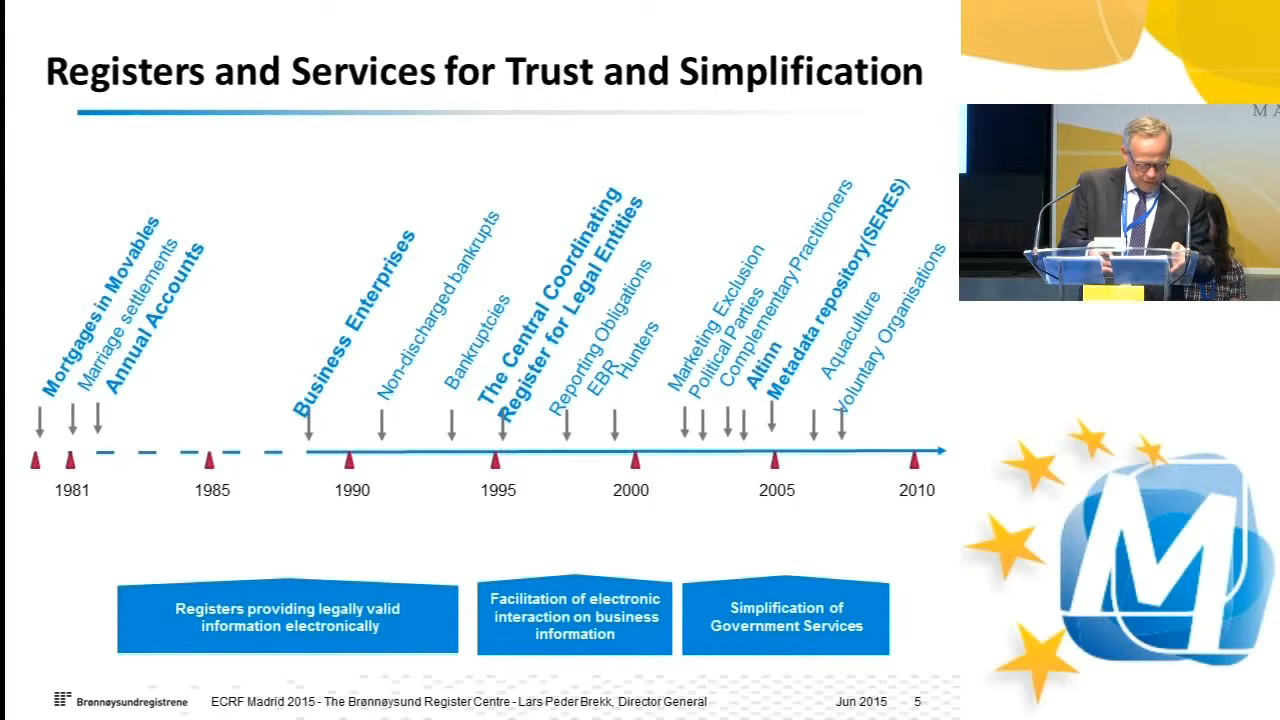 Registers and Services for Trust and Simplification
MA
Mortgages in Movables
Marriage settlements
Annual Accounts
Business Enterprises
Non-discharged bankrupts
Bankruptcies
The Central Coordinating
Register for Legal Entities
Reporting Obligations
EBR
Hunters
Marketing Exclusion
Political Parties
Complementary Practitioners
Altinn
Metadata repository(SERES)
Aquaculture
Voluntary Organisations
1981
1985
1990
1995
2000
2005
2010
Registers providing legally valid
information electronically
Facilitation of electronic
interaction on business
information
Simplification of
Government Services
M
Brønnøysundregistrene
ECRF Madrid 2015 - The Brønnøysund Register Centre - Lars Peder Brekk, Director General
Jun 2015
5